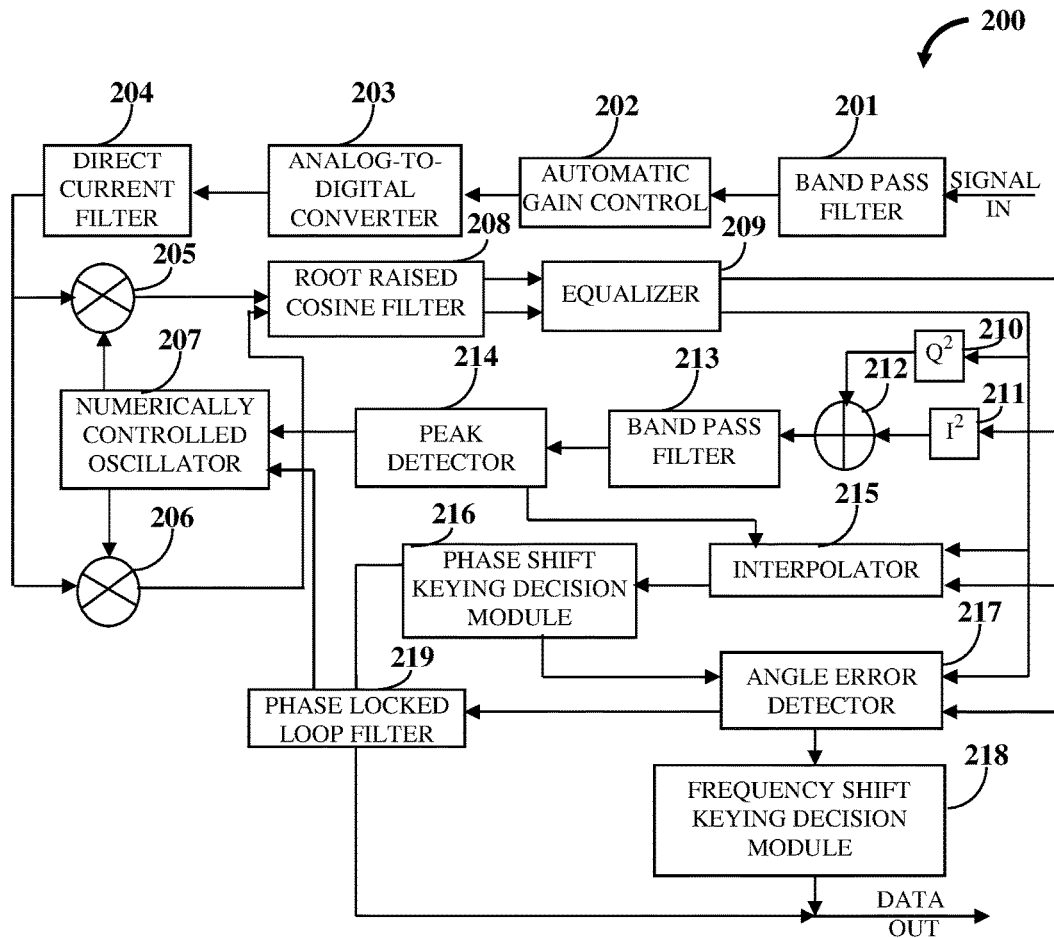 200
204
203
202
201
DIRECT
CURRENT
FILTER
ANALOG-TO-
DIGITAL
CONVERTER
AUTOMATIC
GAIN CONTROL
BAND PASS
FILTER
SIGNAL
IN
205
208
209
ROOT RAISED
COSINE FILTER
EQUALIZER
207
214
213
212
210
Q²
211
I²
NUMERICALLY
CONTROLLED
OSCILLATOR
PEAK
DETECTOR
BAND PASS
FILTER
206
216
215
PHASE SHIFT
KEYING DECISION
MODULE
INTERPOLATOR
217
219
ANGLE ERROR
DETECTOR
PHASE LOCKED
LOOP FILTER
218
FREQUENCY SHIFT
KEYING DECISION
MODULE
DATA
OUT